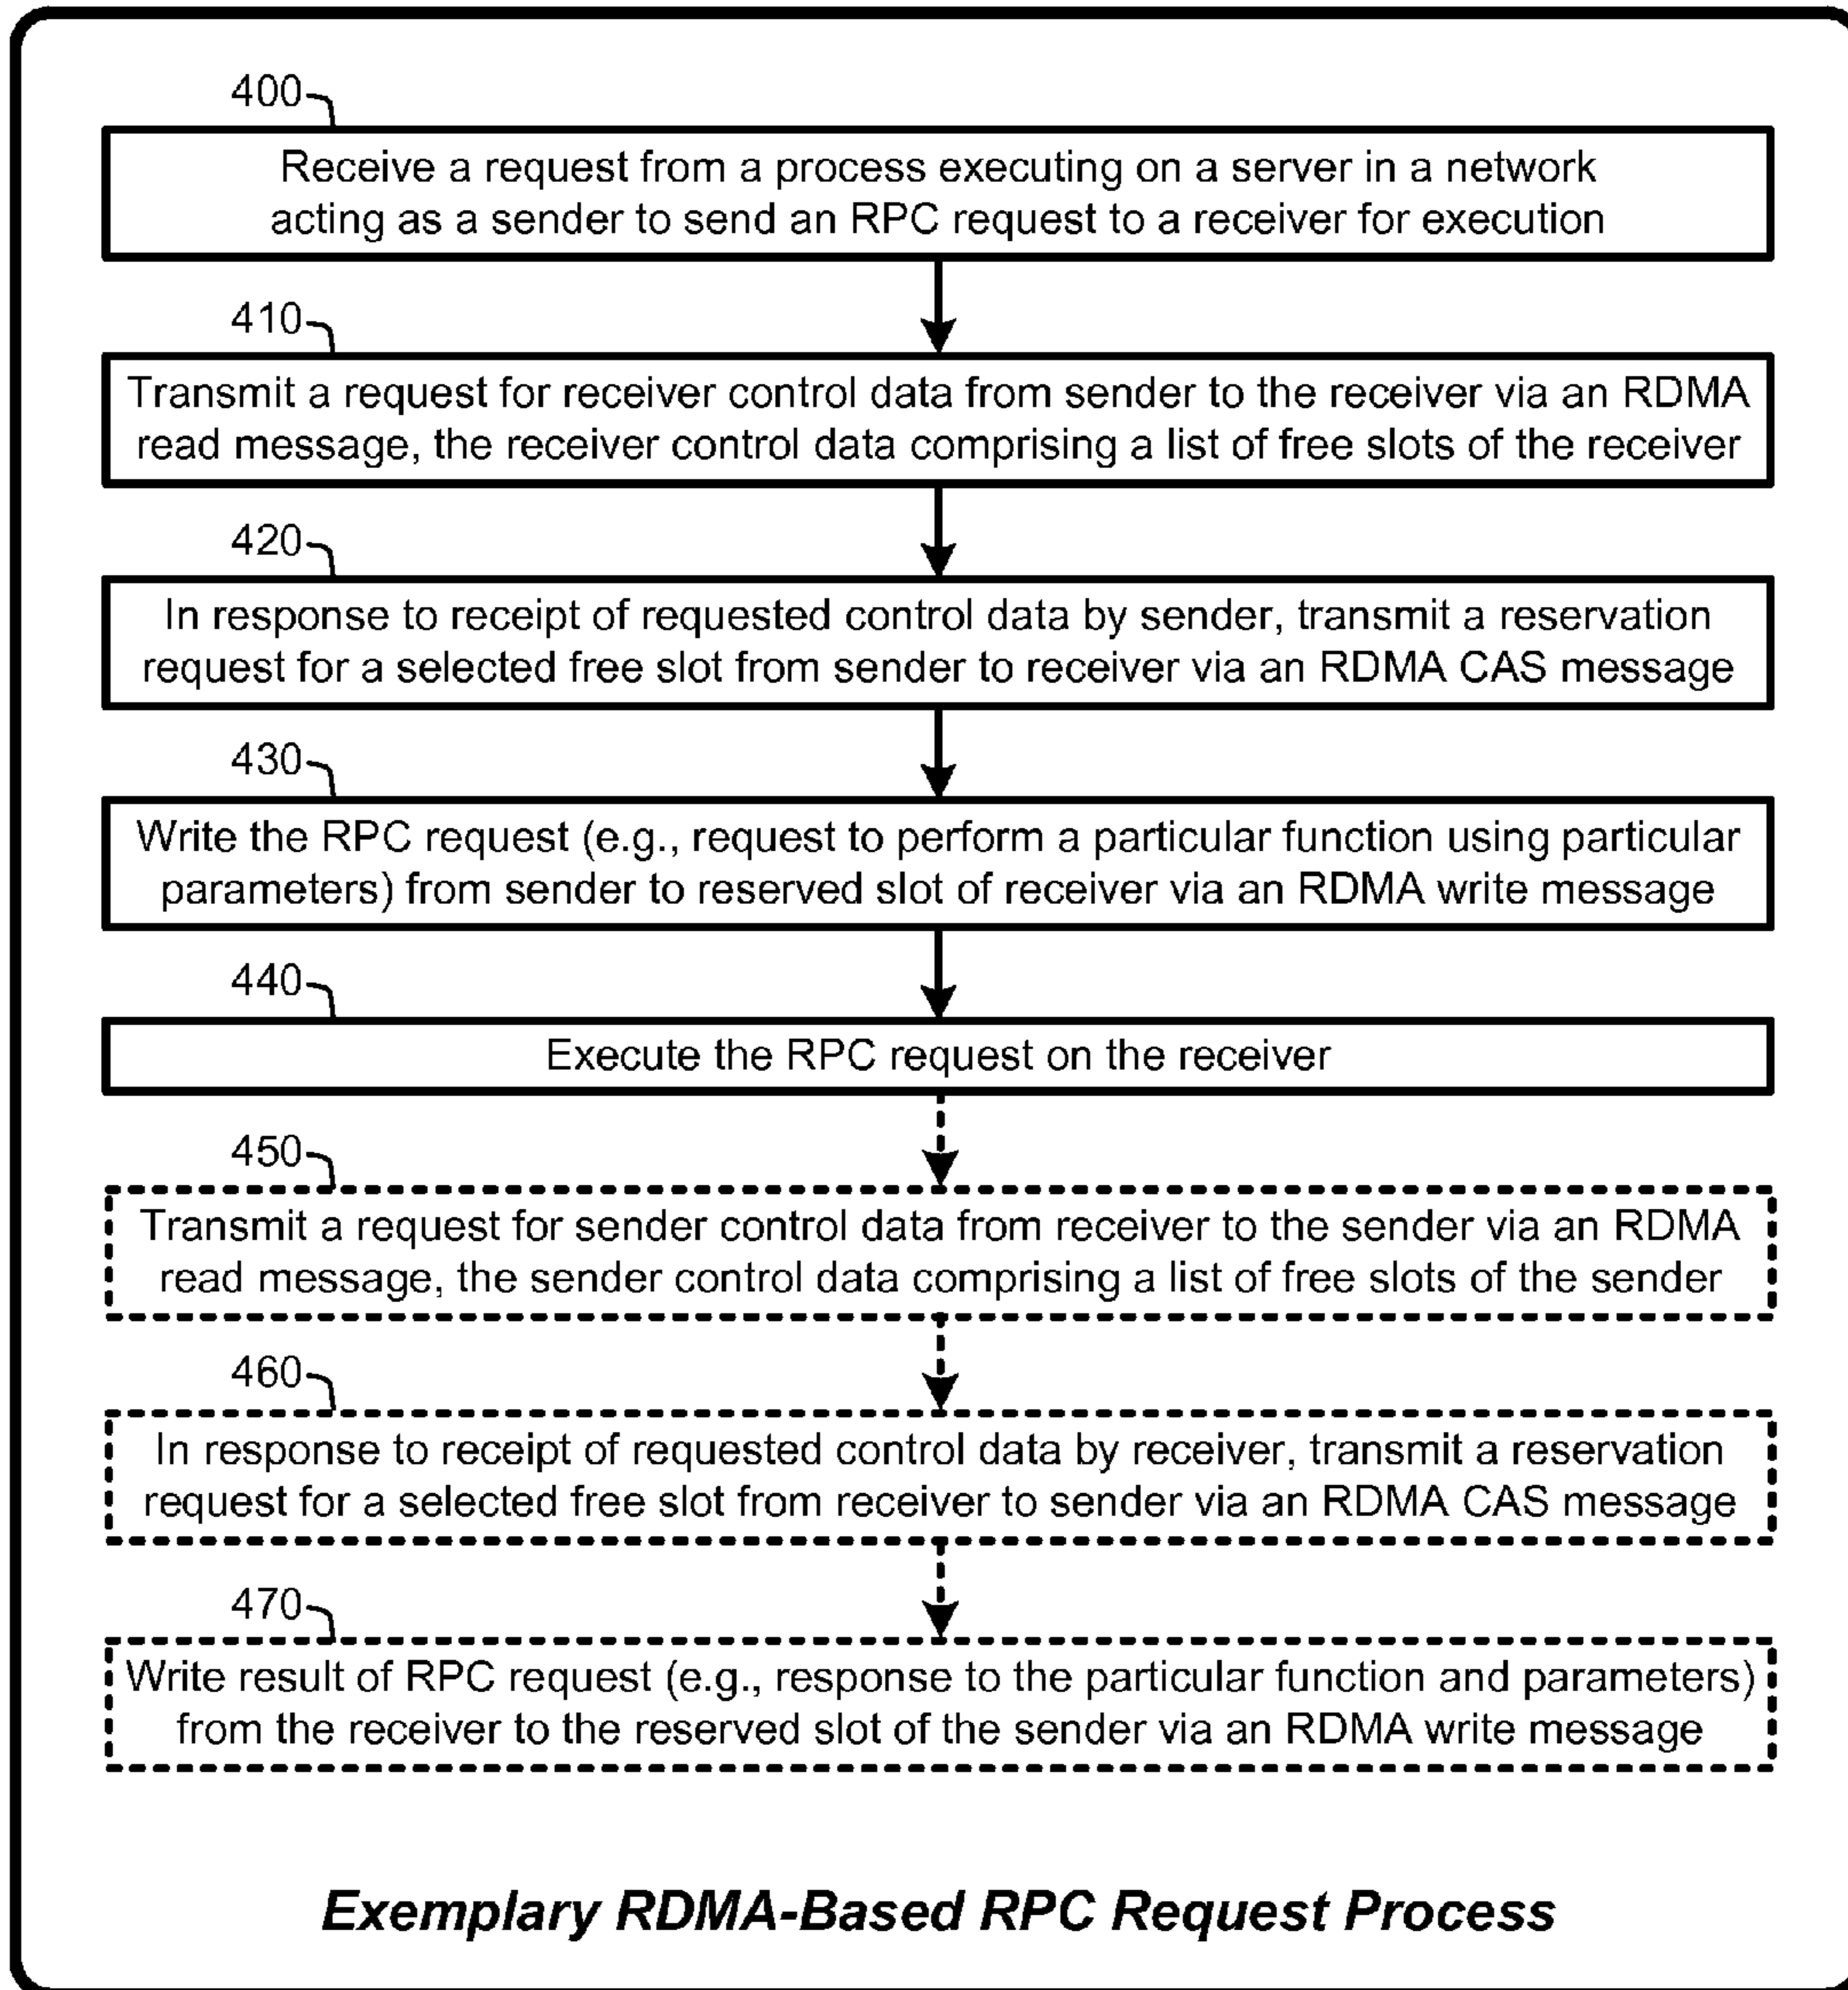 400
Receive a request from a process executing on a server in a network
acting as a sender to send an RPC request to a receiver for execution
410
Transmit a request for receiver control data from sender to the receiver via an RDMA
read message, the receiver control data comprising a list of free slots of the receiver
420
In response to receipt of requested control data by sender, transmit a reservation
request for a selected free slot from sender to receiver via an RDMA CAS message
430
Write the RPC request (e.g., request to perform a particular function using particular
parameters) from sender to reserved slot of receiver via an RDMA write message
440
Execute the RPC request on the receiver
450
Transmit a request for sender control data from receiver to the sender via an RDMA
read message, the sender control data comprising a list of free slots of the sender
460
In response to receipt of requested control data by receiver, transmit a reservation
request for a selected free slot from receiver to sender via an RDMA CAS message
470
Write result of RPC request (e.g., response to the particular function and parameters)
from the receiver to the reserved slot of the sender via an RDMA write message
Exemplary RDMA-Based RPC Request Process